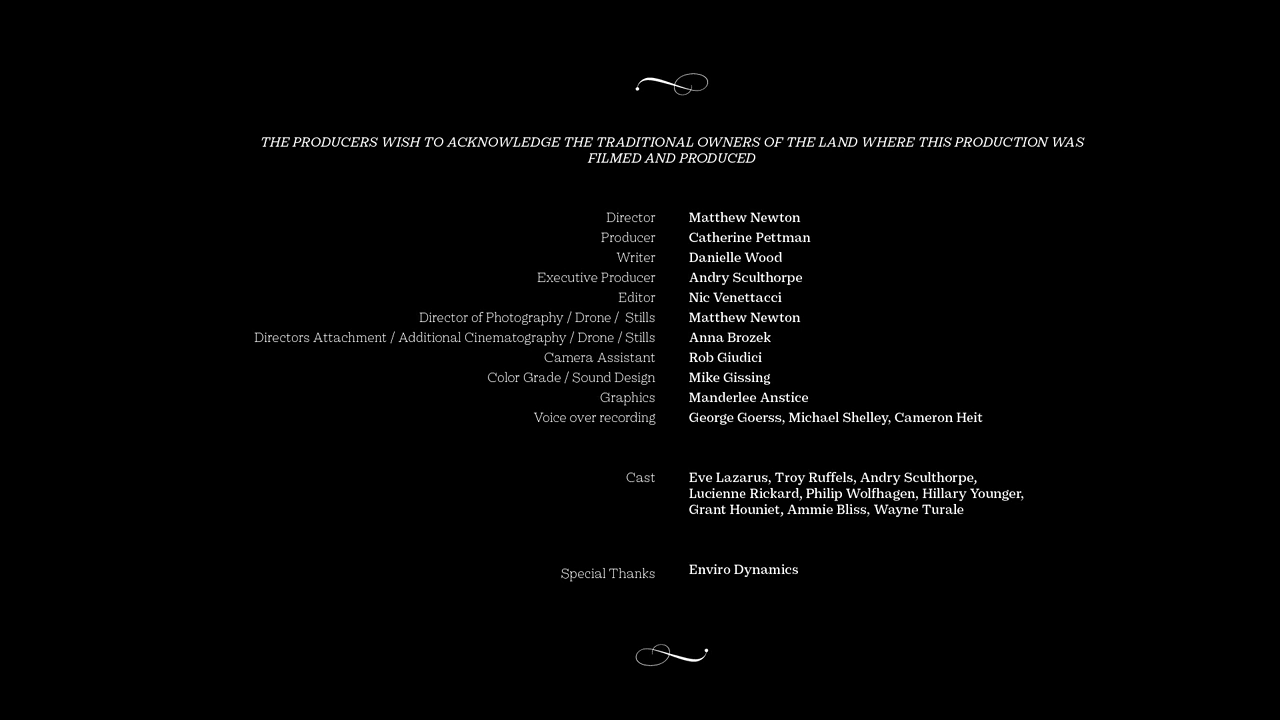 THE PRODUCERS WISH TO ACKNOWLEDGE THE TRADITIONAL OWNERS OF THE LAND WHERE THIS PRODUCTION WAS
FILMED AND PRODUCED
Director Matthew Newton
Producer Catherine Pettman
Writer Danielle Wood
Executive Producer Andry Sculthorpe
Editor Nic Venettacci
Director of Photography / Drone / Stills Matthew Newton
Directors Attachment / Additional Cinematography / Drone / Stills Anna Brozek
Camera Assistant Rob Giudici
Color Grade / Sound Design Mike Gissing
Graphics Manderlee Anstice
Voice over recording George Goerss, Michael Shelley, Cameron Heit
Cast Eve Lazarus, Troy Ruffels, Andry Sculthorpe,
Lucienne Rickard, Philip Wolfhagen, Hillary Younger,
Grant Houniet, Ammie Bliss, Wayne Turale
Special Thanks Enviro Dynamics